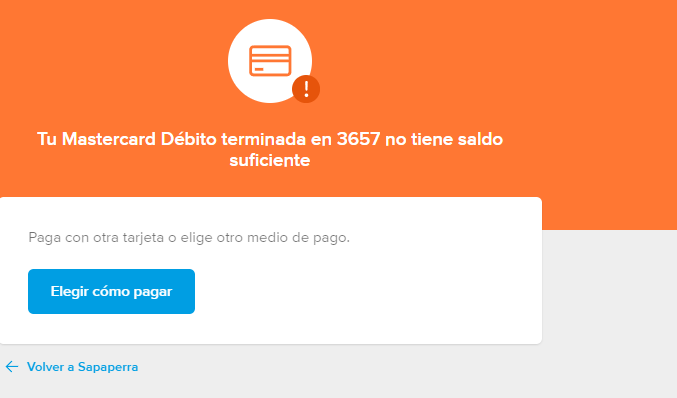 Tu Mastercard Débito terminada en 3657 no tiene saldo
suficiente
Paga con otra tarjeta o elige otro medio de pago.
Elegir cómo pagar
Volver a Sapaperra